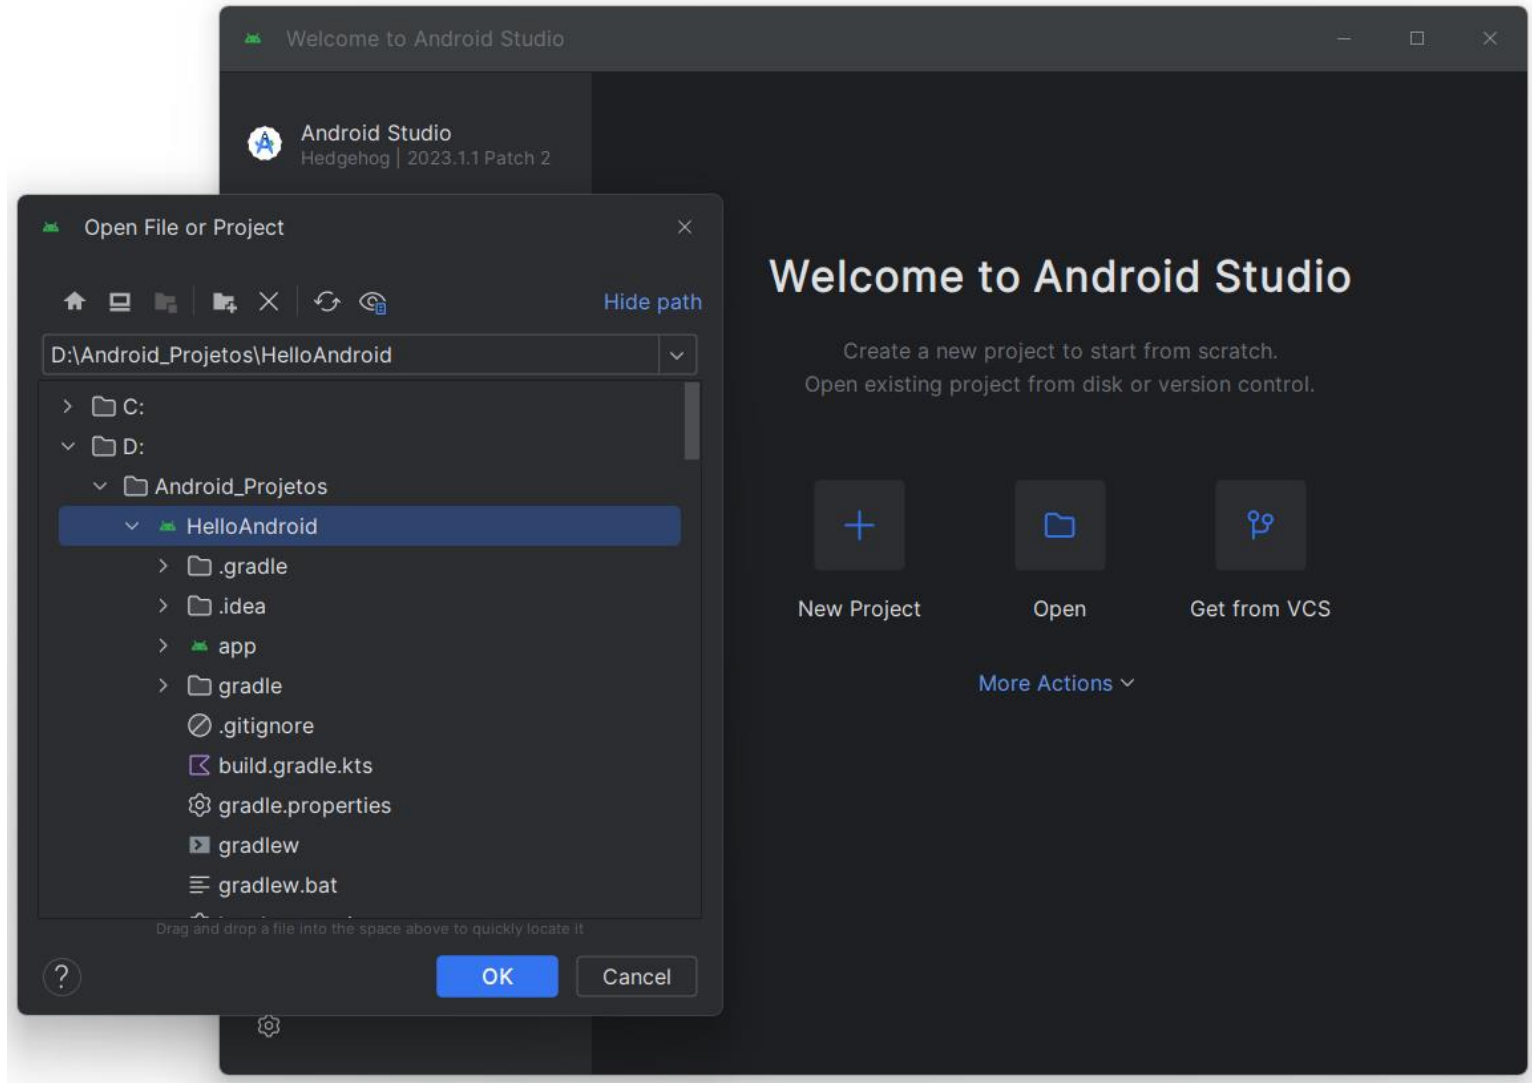 Welcome to Android Studio
Android Studio
Hedgehog | 2023.1.1 Patch 2
Open File or Project
Hide path
D:\Android_Projetos\HelloAndroid
C:
D:
Android_Projetos
HelloAndroid
.gradle
.idea
app
gradle
.gitignore
build.gradle.kts
gradle.properties
gradlew
gradlew.bat
Drag and drop a file into the space above to quickly locate it
?
OK
Cancel
Welcome to Android Studio
Create a new project to start from scratch.
Open existing project from disk or version control.
New Project
Open
Get from VCS
More Actions